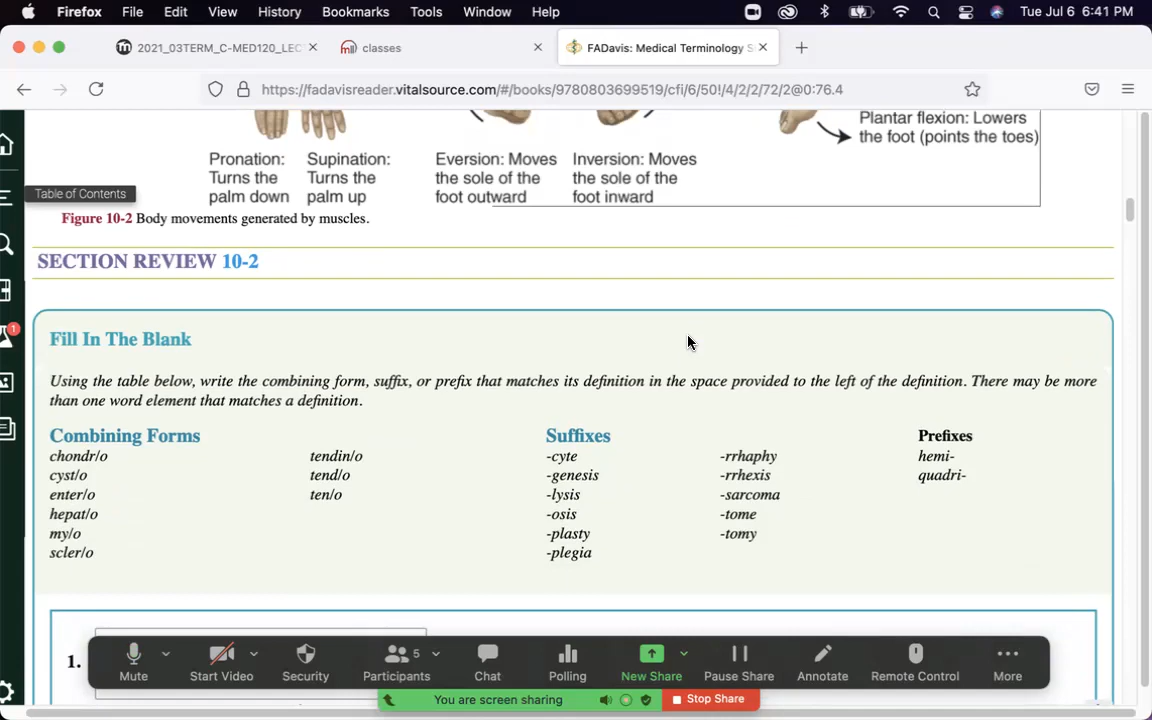 Firefox File Edit View History Bookmarks Tools Window Help Tue Jul 6 6:41 PM
2021_03TERM_C-MED120_LEC classes FADavis: Medical Terminology S
https://fadavisreader.vitalsource.com/#/books/9780803699519/cfi/6/50!/4/2/2/72/2@0:76.4
Plantar flexion: Lowers
the foot (points the toes)
Pronation:
Turns the
palm down
Supination:
Turns the
palm up
Eversion: Moves
the sole of the
foot outward
Inversion: Moves
the sole of the
foot inward
Table of Contents
Figure 10-2 Body movements generated by muscles.
SECTION REVIEW 10-2
1
Fill In The Blank
Using the table below, write the combining form, suffix, or prefix that matches its definition in the space provided to the left of the definition. There may be more
than one word element that matches a definition.
Combining Forms
chondr/o
cyst/o
enter/o
hepat/o
my/o
scler/o
tendin/o
tend/o
ten/o
Suffixes
-cyte
-genesis
-lysis
-osis
-plasty
-plegia
-rrhaphy
-rrhexis
-sarcoma
-tome
-tomy
Prefixes
hemi-
quadri-
1.
5
Mute Start Video Security Participants Chat Polling New Share Pause Share Annotate Remote Control More
You are screen sharing Stop Share